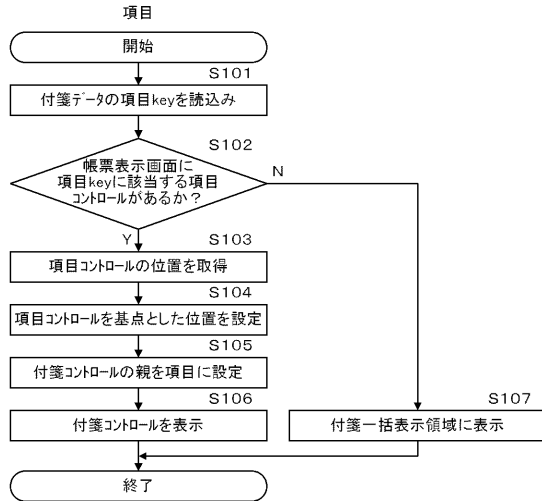 項目
開始
S101
付箋データの項目keyを読込み
S102
帳票表示画面に
項目keyに該当する項目
コントロールがあるか？
N
Y
S103
項目コントロールの位置を取得
S104
項目コントロールを基点とした位置を設定
S105
付箋コントロールの親を項目に設定
S106
付箋コントロールを表示
S107
付箋一括表示領域に表示
終了